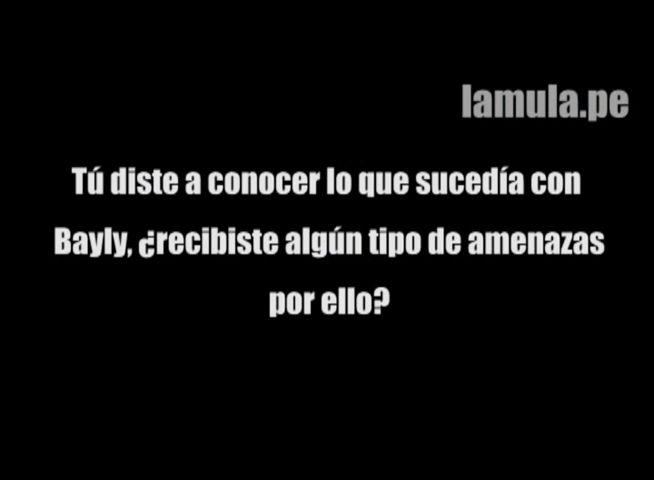 lamula.pe
Tú diste a conocer lo que sucedía con
Bayly, ¿recibiste algún tipo de amenazas
por ello?